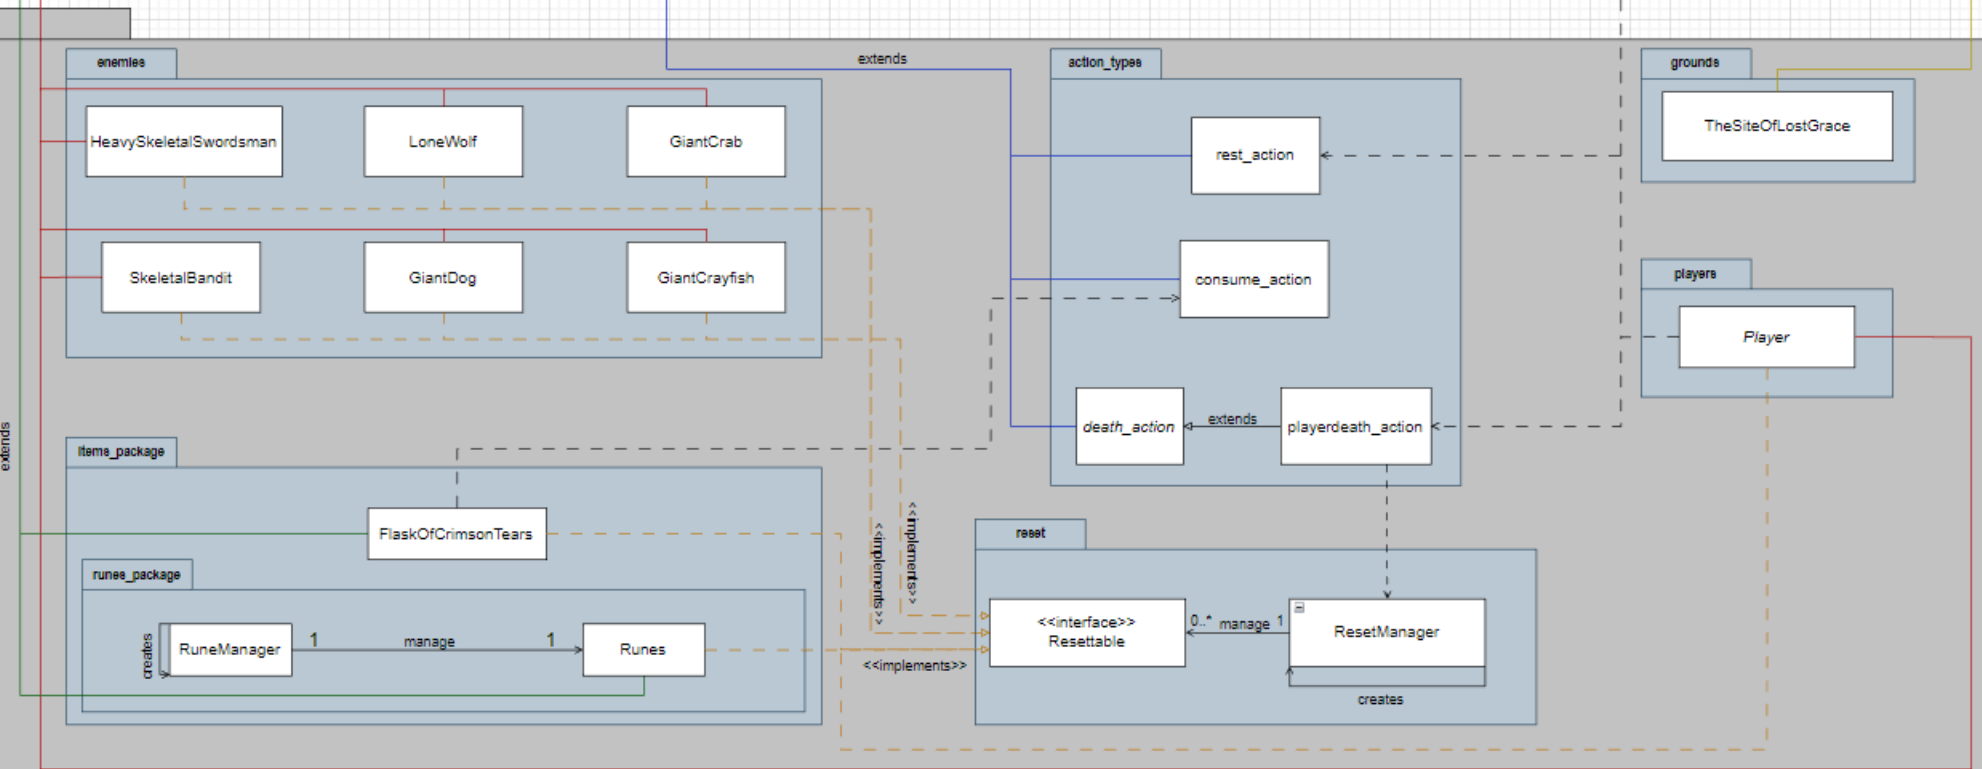 extends
enemies
HeavySkeletalSwordsman
LoneWolf
GiantCrab
SkeletalBandit
GiantDog
GiantCrayfish
action_types
rest_action
consume_action
death_action
extends
playerdeath_action
grounds
TheSiteOfLostGrace
players
Player
extends
Items_package
FlaskOfCrimsonTears
runes_package
creates
RuneManager
1
manage
1
Runes
<<implements>>
<<implements>>
<<implements>>
reset
<<interface>>
Resettable
0..*
manage
1
ResetManager
creates